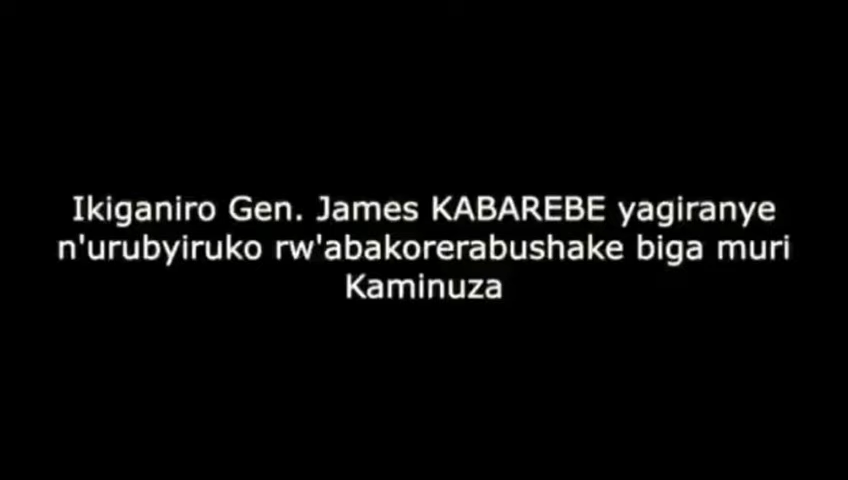 Ikiganiro Gen. James KABAREBE yagiranye
n'urubyiruko rw'abakorerabushake biga muri
Kaminuza